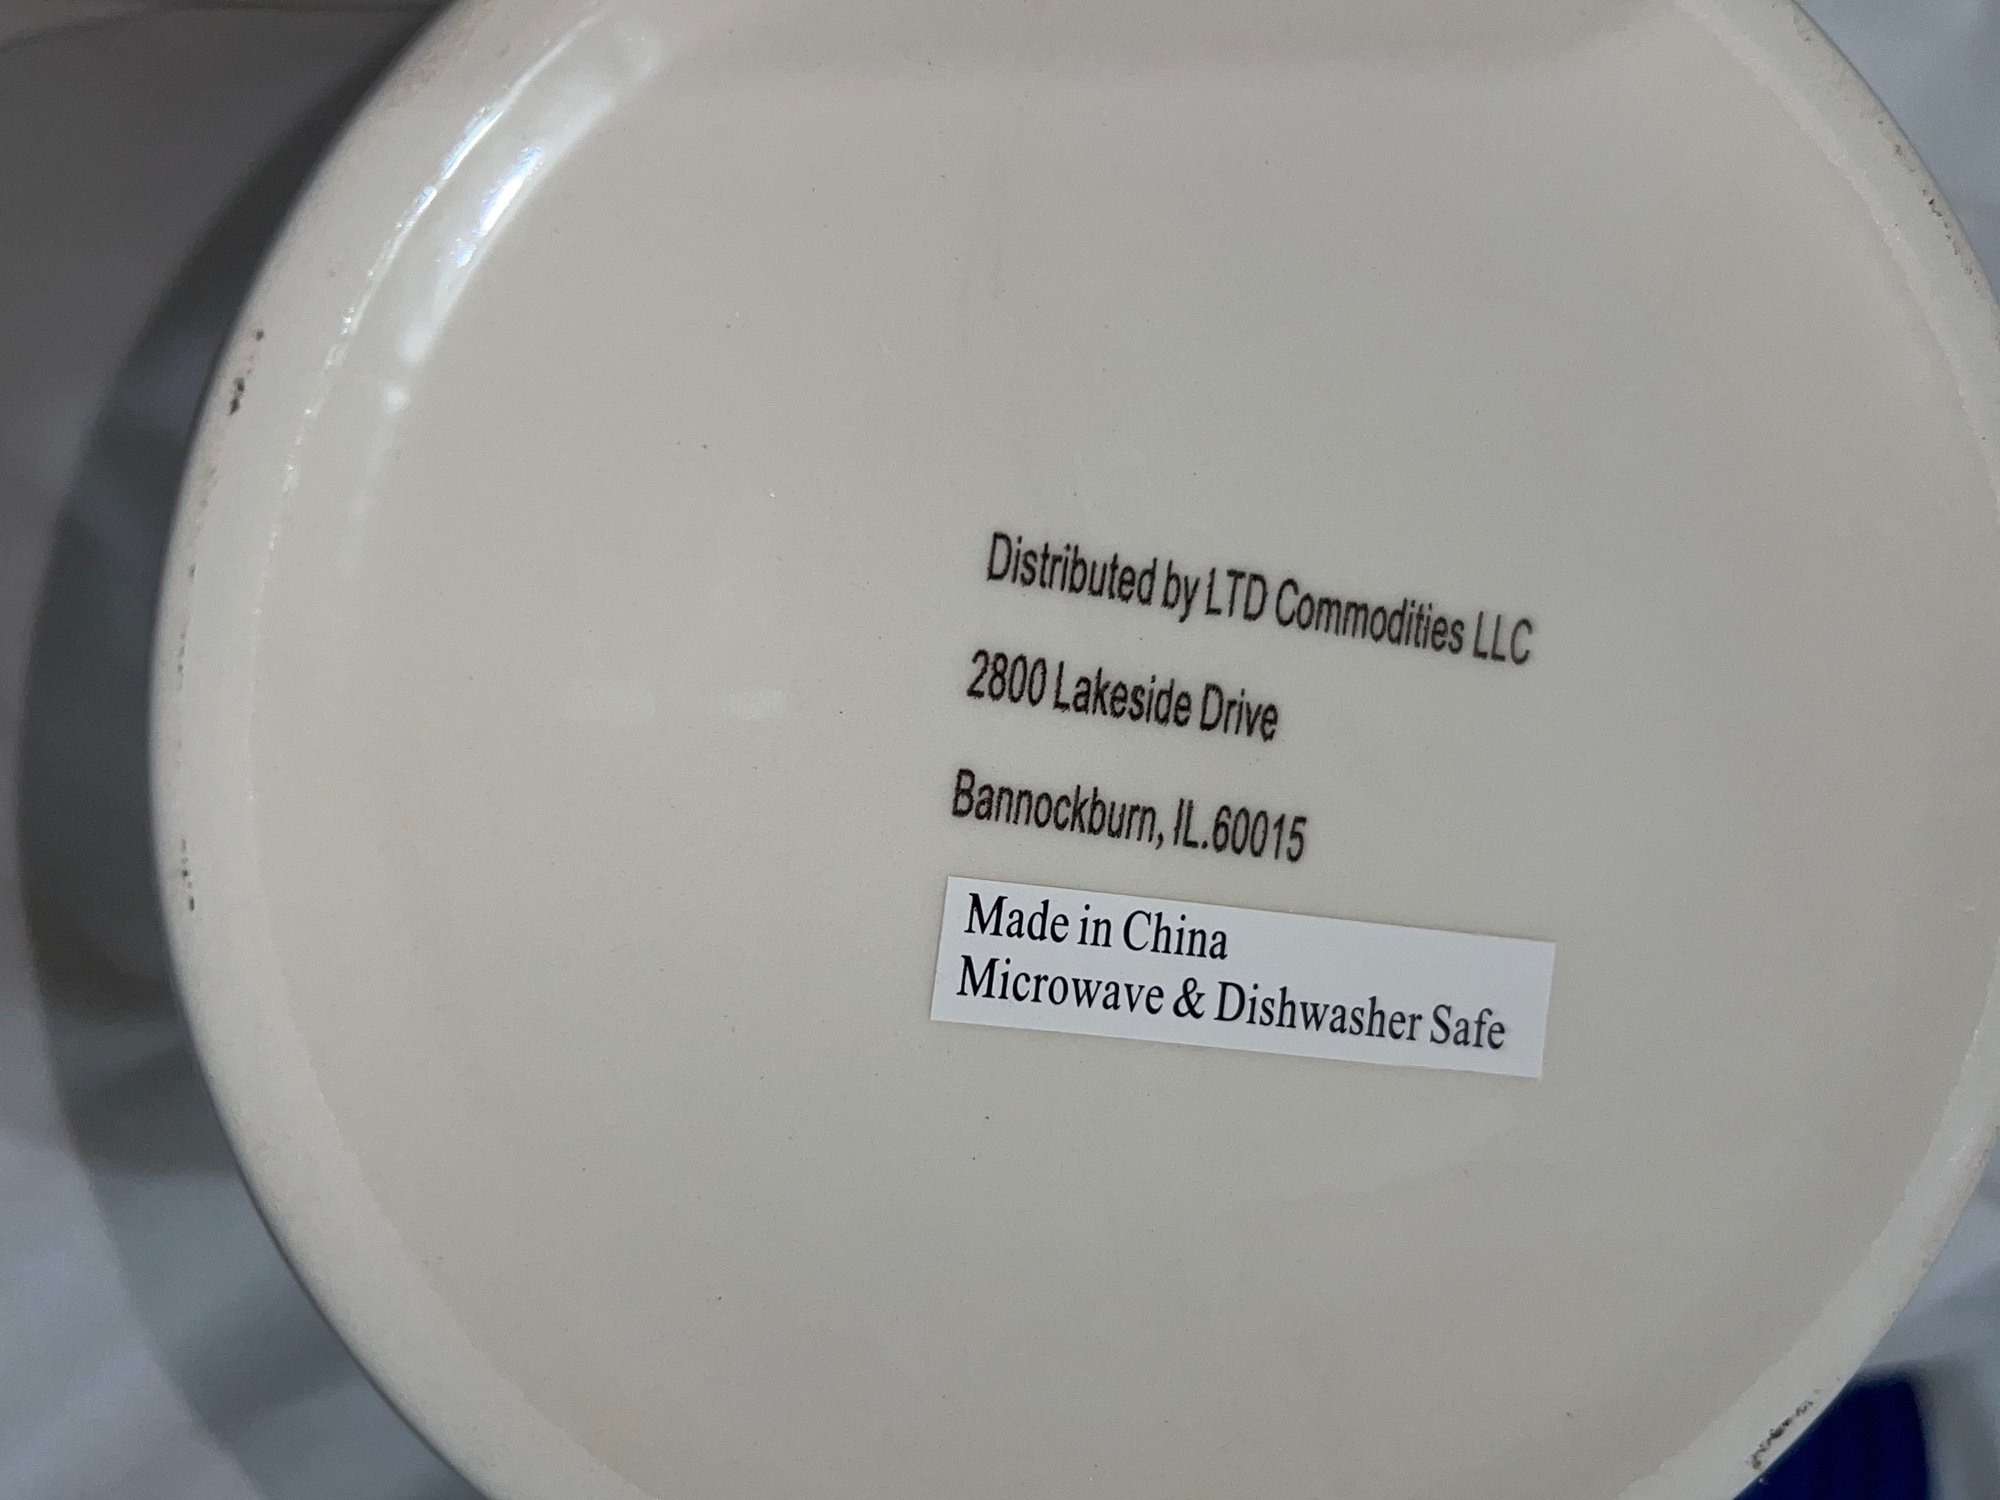 Distributed by LTD Commodities LLC
2800 Lakeside Drive
Bannockburn, IL.60015
Made in China
Microwave & Dishwasher Safe